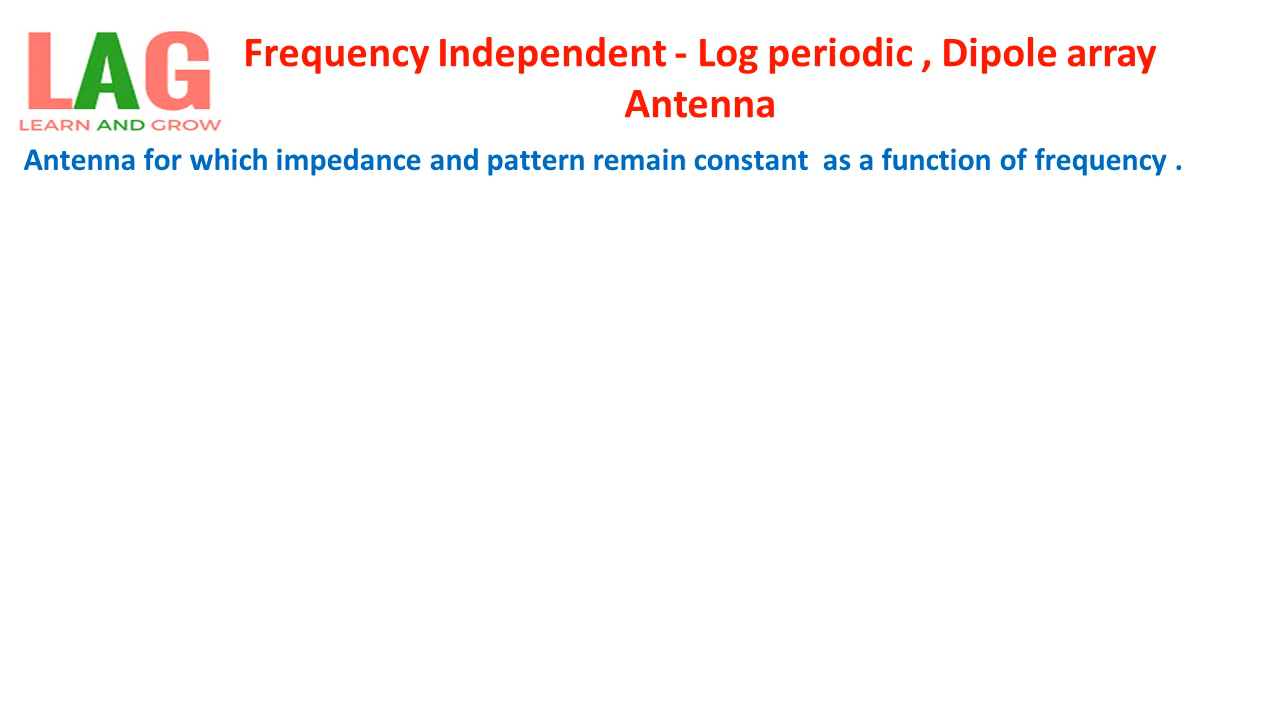 LAG
LEARN AND GROW
Frequency Independent - Log periodic , Dipole array
Antenna
Antenna for which impedance and pattern remain constant  as a function of frequency .